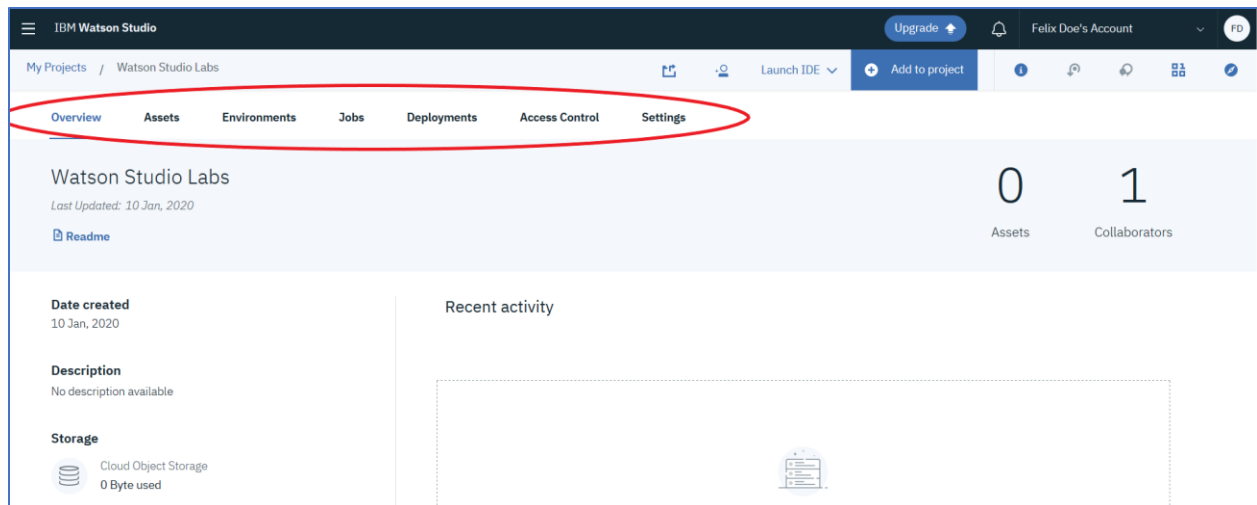 IBM Watson Studio
Upgrade
Felix Doe's Account
FD
My Projects / Watson Studio Labs
Launch IDE
Add to project
Overview Assets Environments Jobs Deployments Access Control Settings
Watson Studio Labs
Last Updated: 10 Jan, 2020
Readme
0
Assets
1
Collaborators
Date created
10 Jan, 2020
Description
No description available
Storage
Cloud Object Storage
0 Byte used
Recent activity